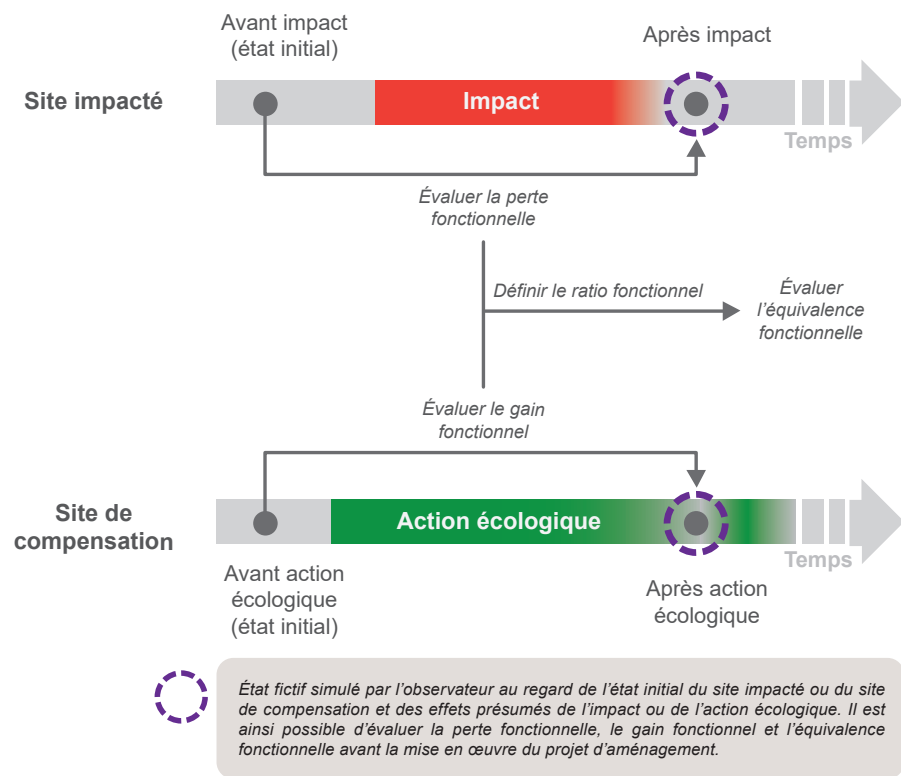 Avant impact
(état initial)
Après impact
Site impacté
Impact
Temps
Évaluer la perte
fonctionnelle
Définir le ratio fonctionnel
Évaluer
l’équivalence
fonctionnelle
Évaluer le gain
fonctionnel
Site de
compensation
Action écologique
Temps
Avant action
écologique
(état initial)
Après action
écologique
État fictif simulé par l’observateur au regard de l’état initial du site impacté ou du site
de compensation et des effets présumés de l’impact ou de l’action écologique. Il est
ainsi possible d’évaluer la perte fonctionnelle, le gain fonctionnel et l’équivalence
fonctionnelle avant la mise en œuvre du projet d’aménagement.